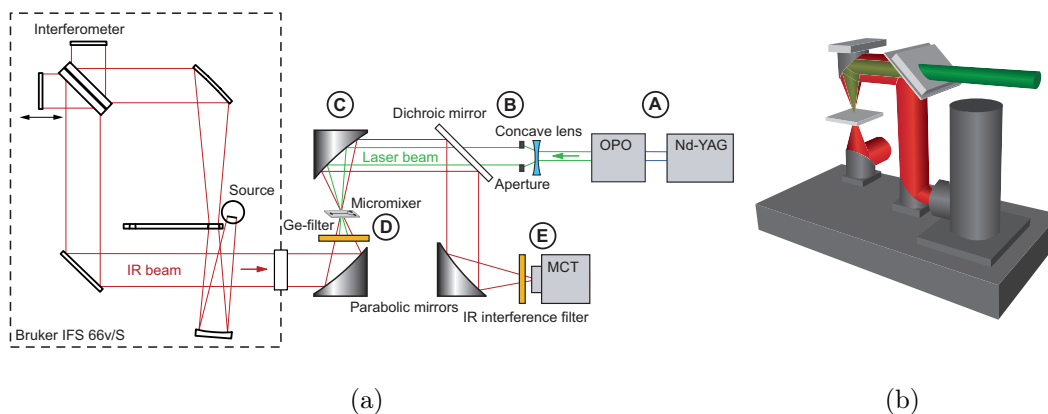 Interferometer
C
Dichroic mirror
B
A
Concave lens
OPO
Nd-YAG
Laser beam
Aperture
Source
Micromixer
Ge-filter
D
E
IR beam
MCT
Parabolic mirrors
IR interference filter
Bruker IFS 66v/S
(a)
(b)